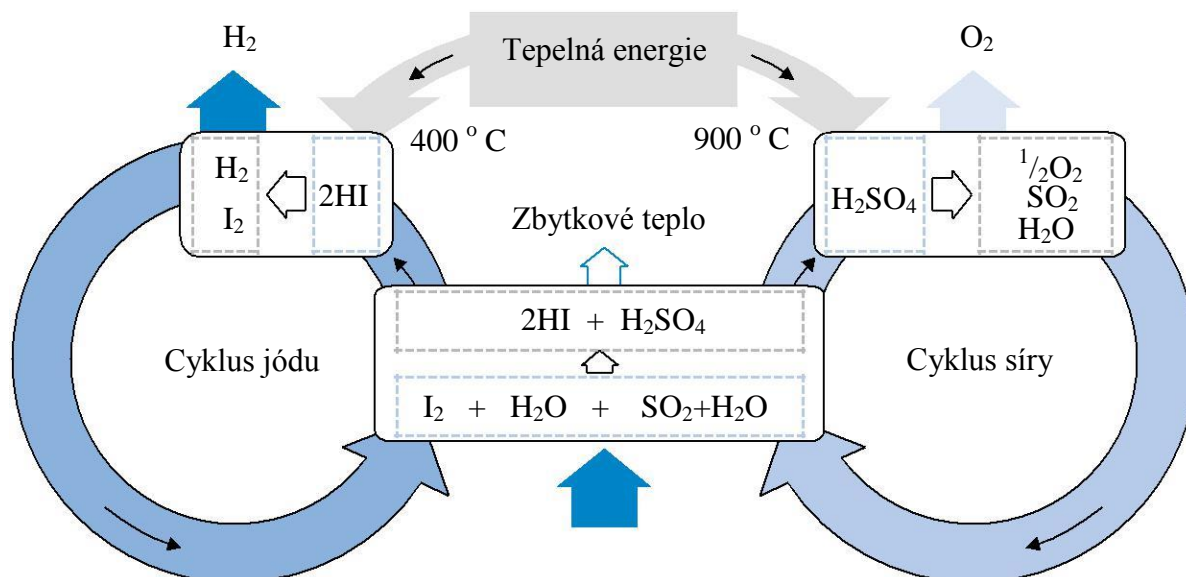 H₂
Tepelná energie
O₂
400 ° C
900 ° C
H₂
I₂
2HI
H₂SO₄
¹/₂O₂
SO₂
H₂O
Zbytkové teplo
2HI + H₂SO₄
Cyklus jódu
Cyklus síry
I₂ + H₂O + SO₂+H₂O